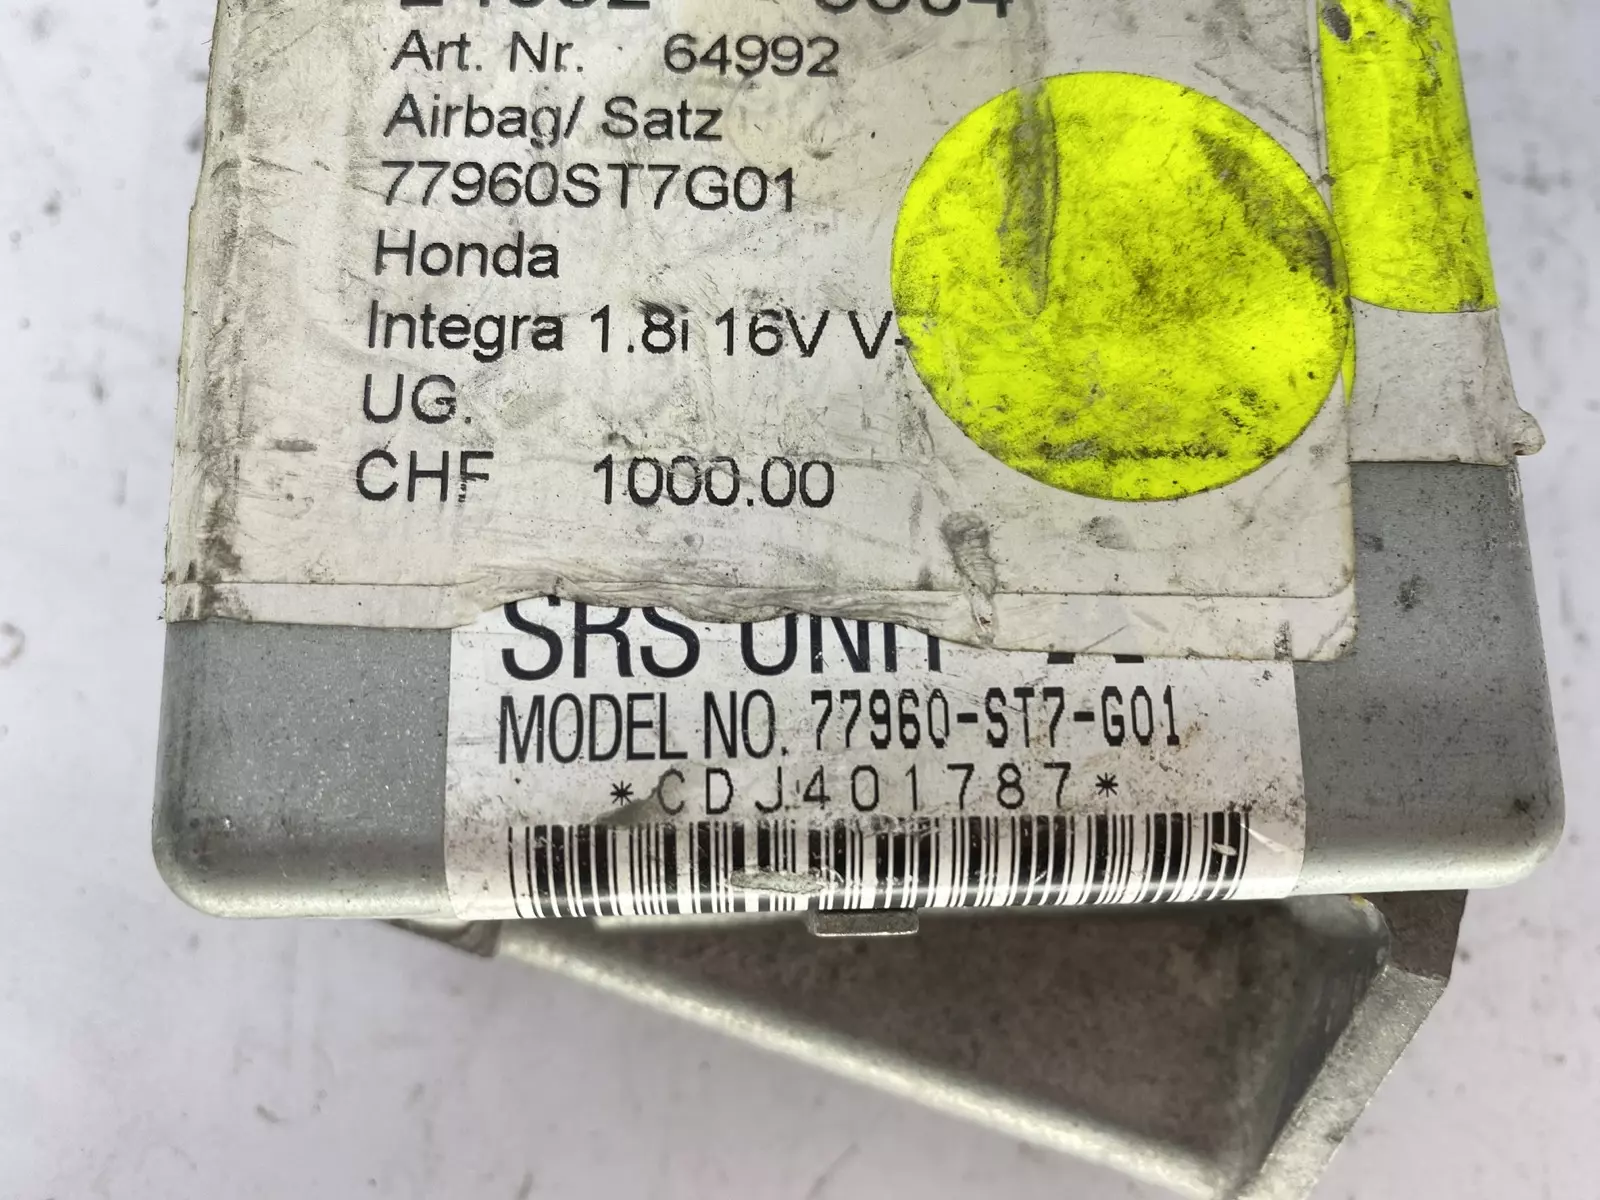 Art. Nr. 64992
Airbag/ Satz
77960ST7G01
Honda
Integra 1.8i 16V V-
UG.
CHF 1000.00
SRS UNIT
MODEL NO. 77960-ST7-G01
*CDJ401787*